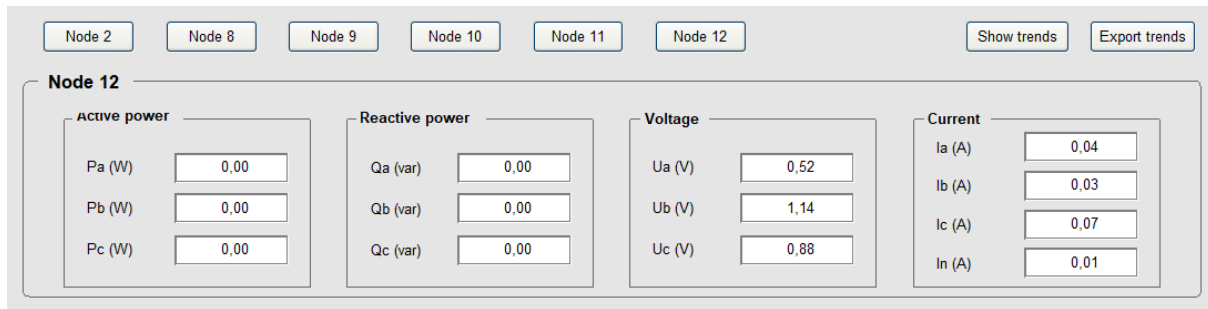 Node 2 Node 8 Node 9 Node 10 Node 11 Node 12 Show trends Export trends
Node 12
Active power Reactive power Voltage Current
Pa (W) 0,00 Qa (var) 0,00 Ua (V) 0,52 Ia (A) 0,04
Pb (W) 0,00 Qb (var) 0,00 Ub (V) 1,14 Ib (A) 0,03
Pc (W) 0,00 Qc (var) 0,00 Uc (V) 0,88 Ic (A) 0,07
In (A) 0,01